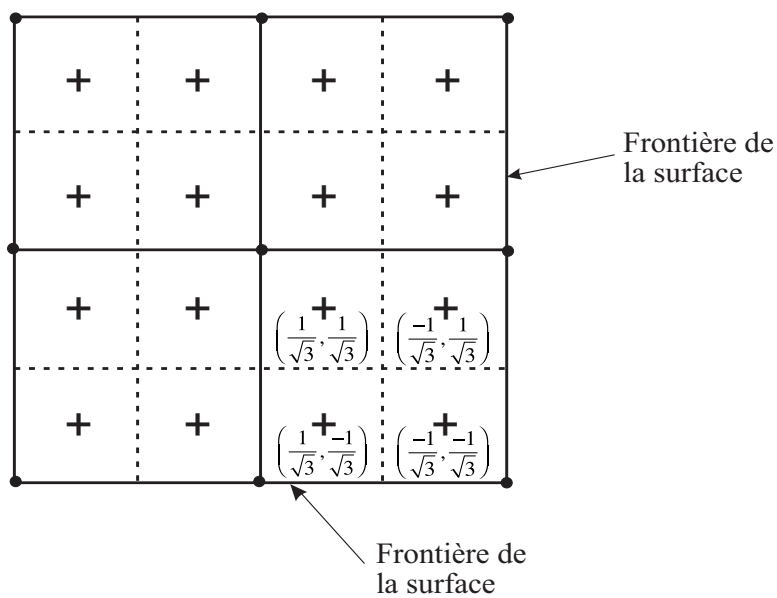 Frontière de
la surface
(1/√3, 1/√3) (-1/√3, 1/√3)
(1/√3, -1/√3) (-1/√3, -1/√3)
Frontière de
la surface